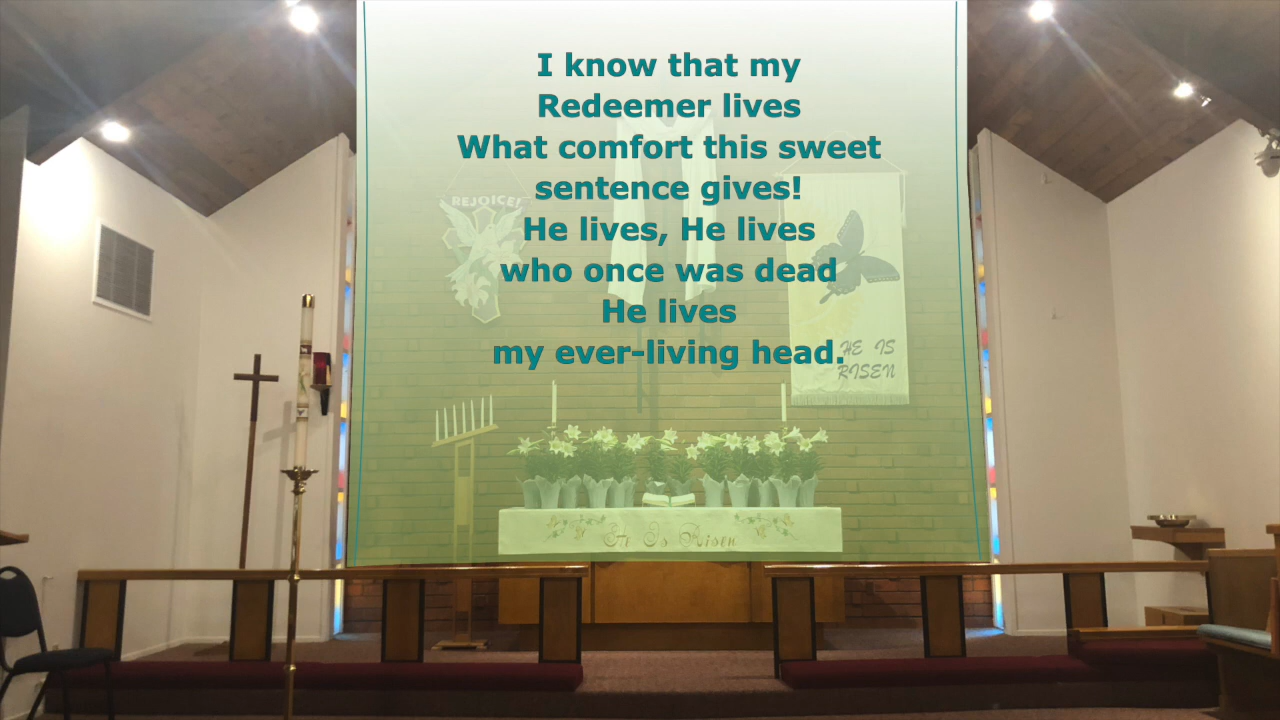 I know that my
Redeemer lives
What comfort this sweet
sentence gives!
He lives, He lives
who once was dead
He lives
my ever-living head.
REJOICE!
HE IS
RISEN
He Is Risen